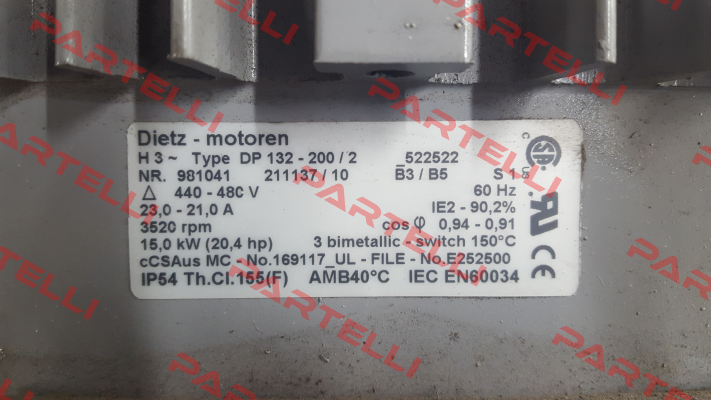 Dietz - motoren
H 3 ~ Type DP 132 - 200 / 2 _522522
NR. 981041 211137 / 10 B3 / B5 S 1
Δ 440 - 480 V 60 Hz
23,0 - 21,0 A IE2 - 90,2%
3520 rpm cos φ 0,94 - 0,91
15,0 kW (20,4 hp) 3 bimetallic - switch 150°C
cCSAus MC - No.169117_UL - FILE - No.E252500
IP54 Th.Cl.155(F) AMB40°C IEC EN60034
C US
PARTELLI
PARTELLI
PARTELLI
PARTELLI
PARTELLI
PARTELLI